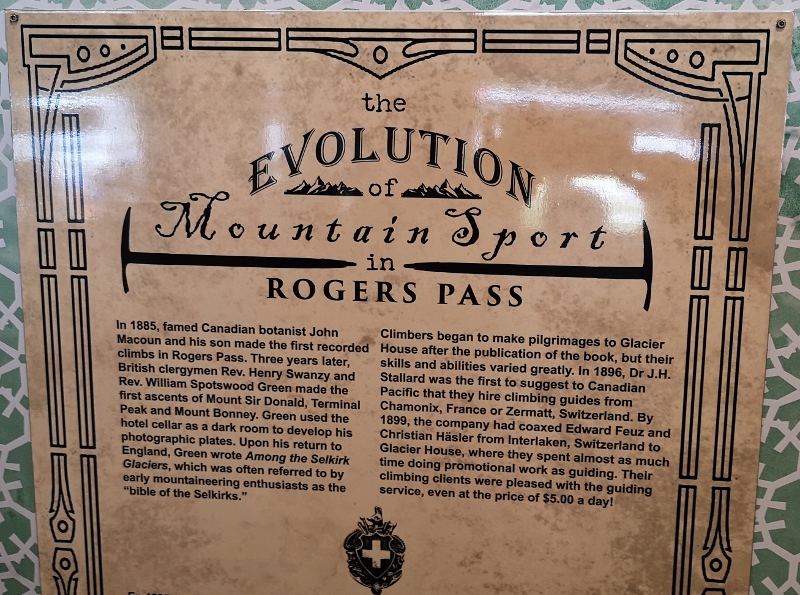 the
EVOLUTION
of
Mountain Sport
in
ROGERS PASS
In 1885, famed Canadian botanist John
Macoun and his son made the first recorded
climbs in Rogers Pass. Three years later,
British clergymen Rev. Henry Swanzy and
Rev. William Spotswood Green made the
first ascents of Mount Sir Donald, Terminal
Peak and Mount Bonney. Green used the
hotel cellar as a dark room to develop his
photographic plates. Upon his return to
England, Green wrote Among the Selkirk
Glaciers, which was often referred to by
early mountaineering enthusiasts as the
“bible of the Selkirks.”
Climbers began to make pilgrimages to Glacier
House after the publication of the book, but their
skills and abilities varied greatly. In 1896, Dr J.H.
Stallard was the first to suggest to Canadian
Pacific that they hire climbing guides from
Chamonix, France or Zermatt, Switzerland. By
1899, the company had coaxed Edward Feuz and
Christian Häsler from Interlaken, Switzerland to
Glacier House, where they spent almost as much
time doing promotional work as guiding. Their
climbing clients were pleased with the guiding
service, even at the price of $5.00 a day!